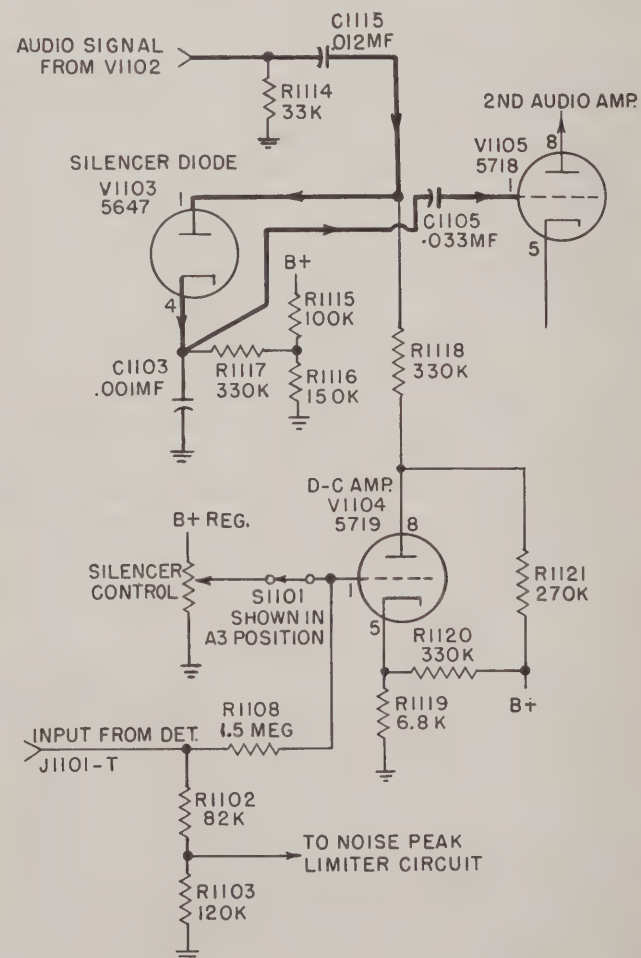 C1115
.012MF
AUDIO SIGNAL
FROM V1102
R1114
33K
2ND AUDIO AMP.
8
V1105
5718
1
5
SILENCER DIODE
V1103
5647
1
4
C1105
.033MF
B+
R1115
100K
C1103
.001MF
R1117
330K
R1116
150K
R1118
330K
D-C AMP.
V1104
5719
8
B+ REG.
SILENCER
CONTROL
S1101
SHOWN IN
A3 POSITION
1
5
R1121
270K
R1120
330K
B+
R1119
6.8K
R1108
1.5 MEG
INPUT FROM DET.
J1101-T
R1102
82K
TO NOISE PEAK
LIMITER CIRCUIT
R1103
120K